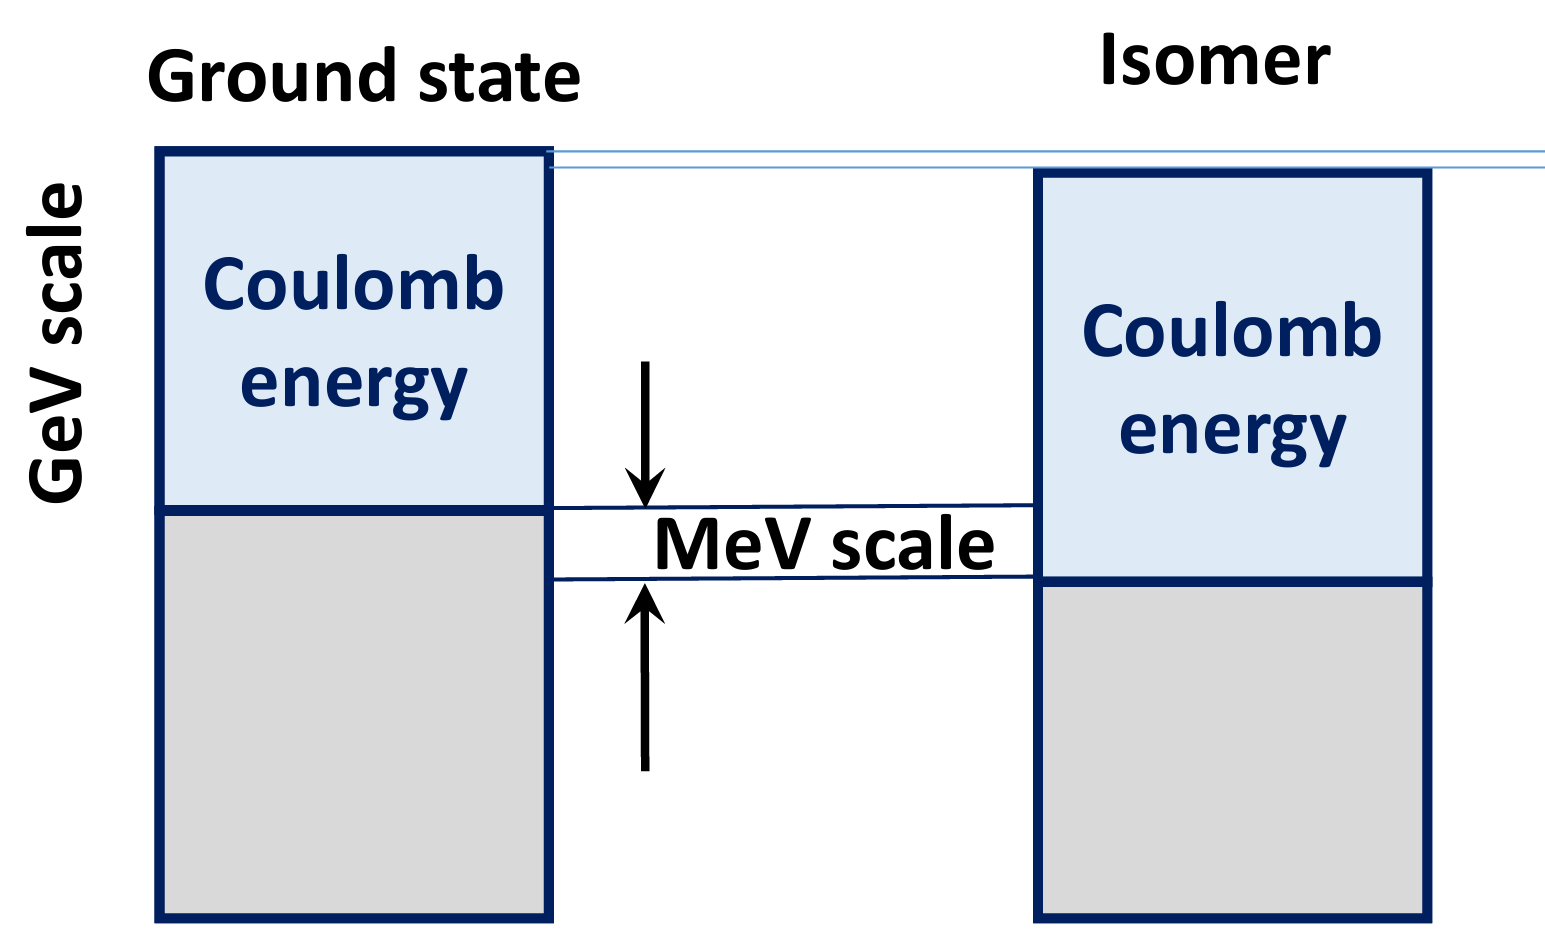 Ground state
Isomer
GeV scale
Coulomb
energy
Coulomb
energy
MeV scale